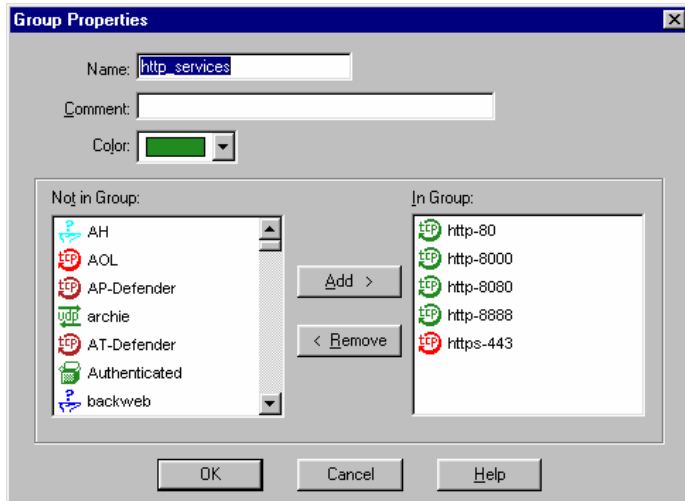 Group Properties
Name: http_services
Comment:
Color:
Not in Group:
AH
AOL
AP-Defender
archie
AT-Defender
Authenticated
backweb
Add >
< Remove
In Group:
http-80
http-8000
http-8080
http-8888
https-443
OK
Cancel
Help